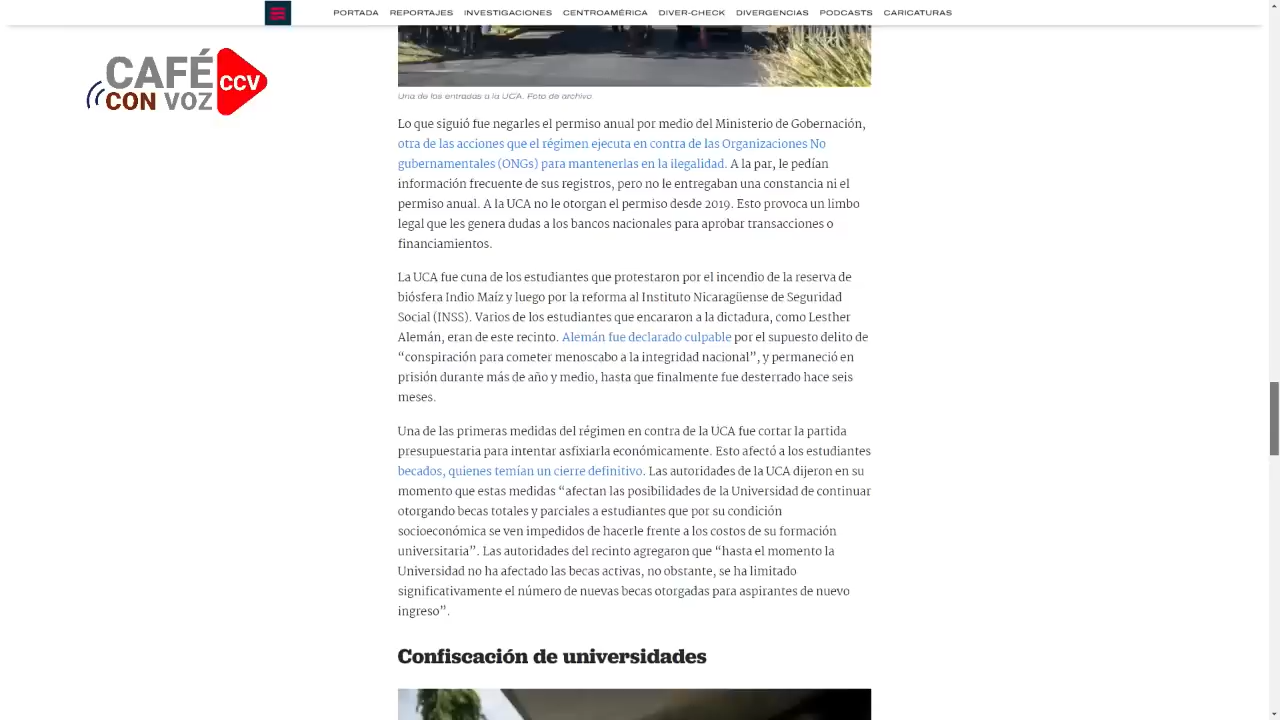 PORTADA REPORTAJES INVESTIGACIONES CENTROAMÉRICA DIVER-CHECK DIVERGENCIAS PODCASTS CARICATURAS
CAFÉ
CON VOZ
CCV
Una de los entradas a la UCA. Foto de archivo.
Lo que siguió fue negarles el permiso anual por medio del Ministerio de Gobernación,
otra de las acciones que el régimen ejecuta en contra de las Organizaciones No
gubernamentales (ONGs) para mantenerlas en la ilegalidad. A la par, le pedían
información frecuente de sus registros, pero no le entregaban una constancia ni el
permiso anual. A la UCA no le otorgan el permiso desde 2019. Esto provoca un limbo
legal que les genera dudas a los bancos nacionales para aprobar transacciones o
financiamientos.
La UCA fue cuna de los estudiantes que protestaron por el incendio de la reserva de
biósfera Indio Maíz y luego por la reforma al Instituto Nicaragüense de Seguridad
Social (INSS). Varios de los estudiantes que encararon a la dictadura, como Lesther
Alemán, eran de este recinto. Alemán fue declarado culpable por el supuesto delito de
“conspiración para cometer menoscabo a la integridad nacional”, y permaneció en
prisión durante más de año y medio, hasta que finalmente fue desterrado hace seis
meses.
Una de las primeras medidas del régimen en contra de la UCA fue cortar la partida
presupuestaria para intentar asfixiarla económicamente. Esto afectó a los estudiantes
becados, quienes temían un cierre definitivo. Las autoridades de la UCA dijeron en su
momento que estas medidas “afectan las posibilidades de la Universidad de continuar
otorgando becas totales y parciales a estudiantes que por su condición
socioeconómica se ven impedidos de hacerle frente a los costos de su formación
universitaria”. Las autoridades del recinto agregaron que “hasta el momento la
Universidad no ha afectado las becas activas, no obstante, se ha limitado
significativamente el número de nuevas becas otorgadas para aspirantes de nuevo
ingreso”.
Confiscación de universidades